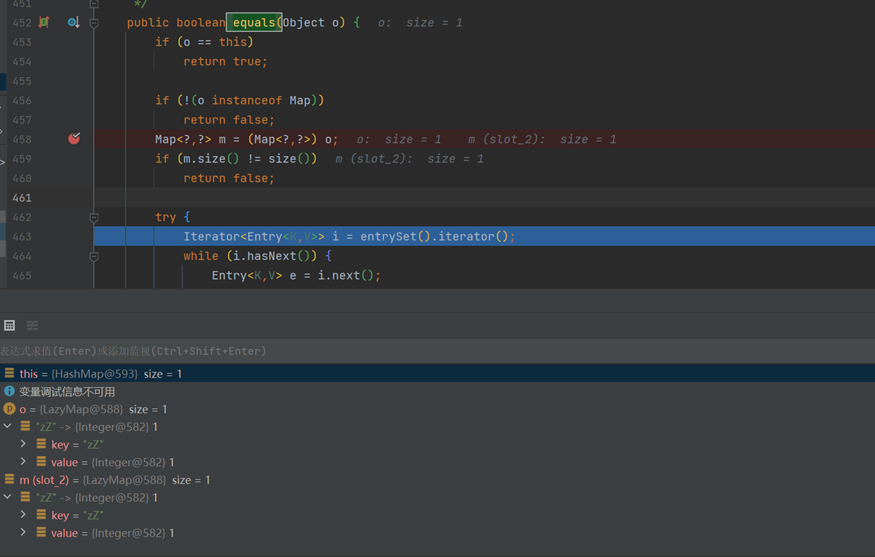 451 */
452 public boolean equals(Object o) { o: size = 1
453 if (o == this)
454 return true;
455
456 if (!(o instanceof Map))
457 return false;
458 Map<?,?> m = (Map<?,?>) o; o: size = 1 m (slot_2): size = 1
459 if (m.size() != size()) m (slot_2): size = 1
460 return false;
461
462 try {
463 Iterator<Entry<K,V>> i = entrySet().iterator();
464 while (i.hasNext()) {
465 Entry<K,V> e = i.next();
表达式求值(Enter)或添加监视(Ctrl+Shift+Enter)
this = {HashMap@593} size = 1
变量调试信息不可用
P o = {LazyMap@588} size = 1
"zZ" -> {Integer@582} 1
key = "zZ"
value = {Integer@582} 1
m (slot_2) = {LazyMap@588} size = 1
"zZ" -> {Integer@582} 1
key = "zZ"
value = {Integer@582} 1